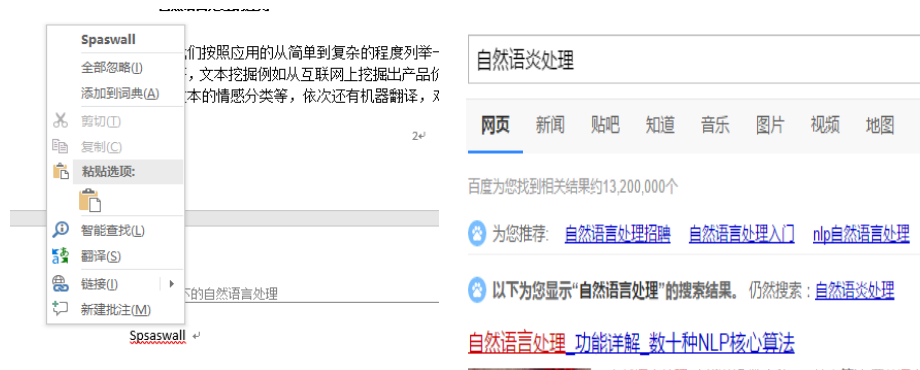 Spaswall
全部忽略(I)
添加到词典(A)
剪切(T)
复制(C)
粘贴选项:
智能查找(L)
翻译(S)
链接(I)
新建批注(M)
们按照应用的从简单到复杂的程度列举一
，文本挖掘例如从互联网上挖掘出产品价
本的情感分类等，依次还有机器翻译，对
2
下的自然语言处理
Spsaswall
自然语炎处理
网页 新闻 贴吧 知道 音乐 图片 视频 地图
百度为您找到相关结果约13,200,000个
为您推荐: 自然语言处理招聘 自然语言处理入门 nlp自然语言处理
以下为您显示“自然语言处理”的搜索结果。 仍然搜索：自然语炎处理
自然语言处理_功能详解_数十种NLP核心算法